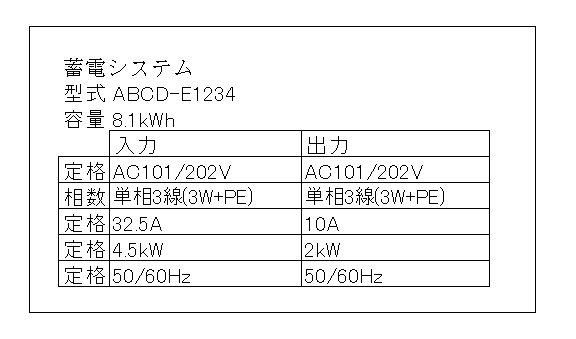 蓄電システム
型式 ABCD-E1234
容量 8.1kWh
入力 出力
定格 AC101/202V AC101/202V
相数 単相3線(3W+PE) 単相3線(3W+PE)
定格 32.5A 10A
定格 4.5kW 2kW
定格 50/60Hz 50/60Hz